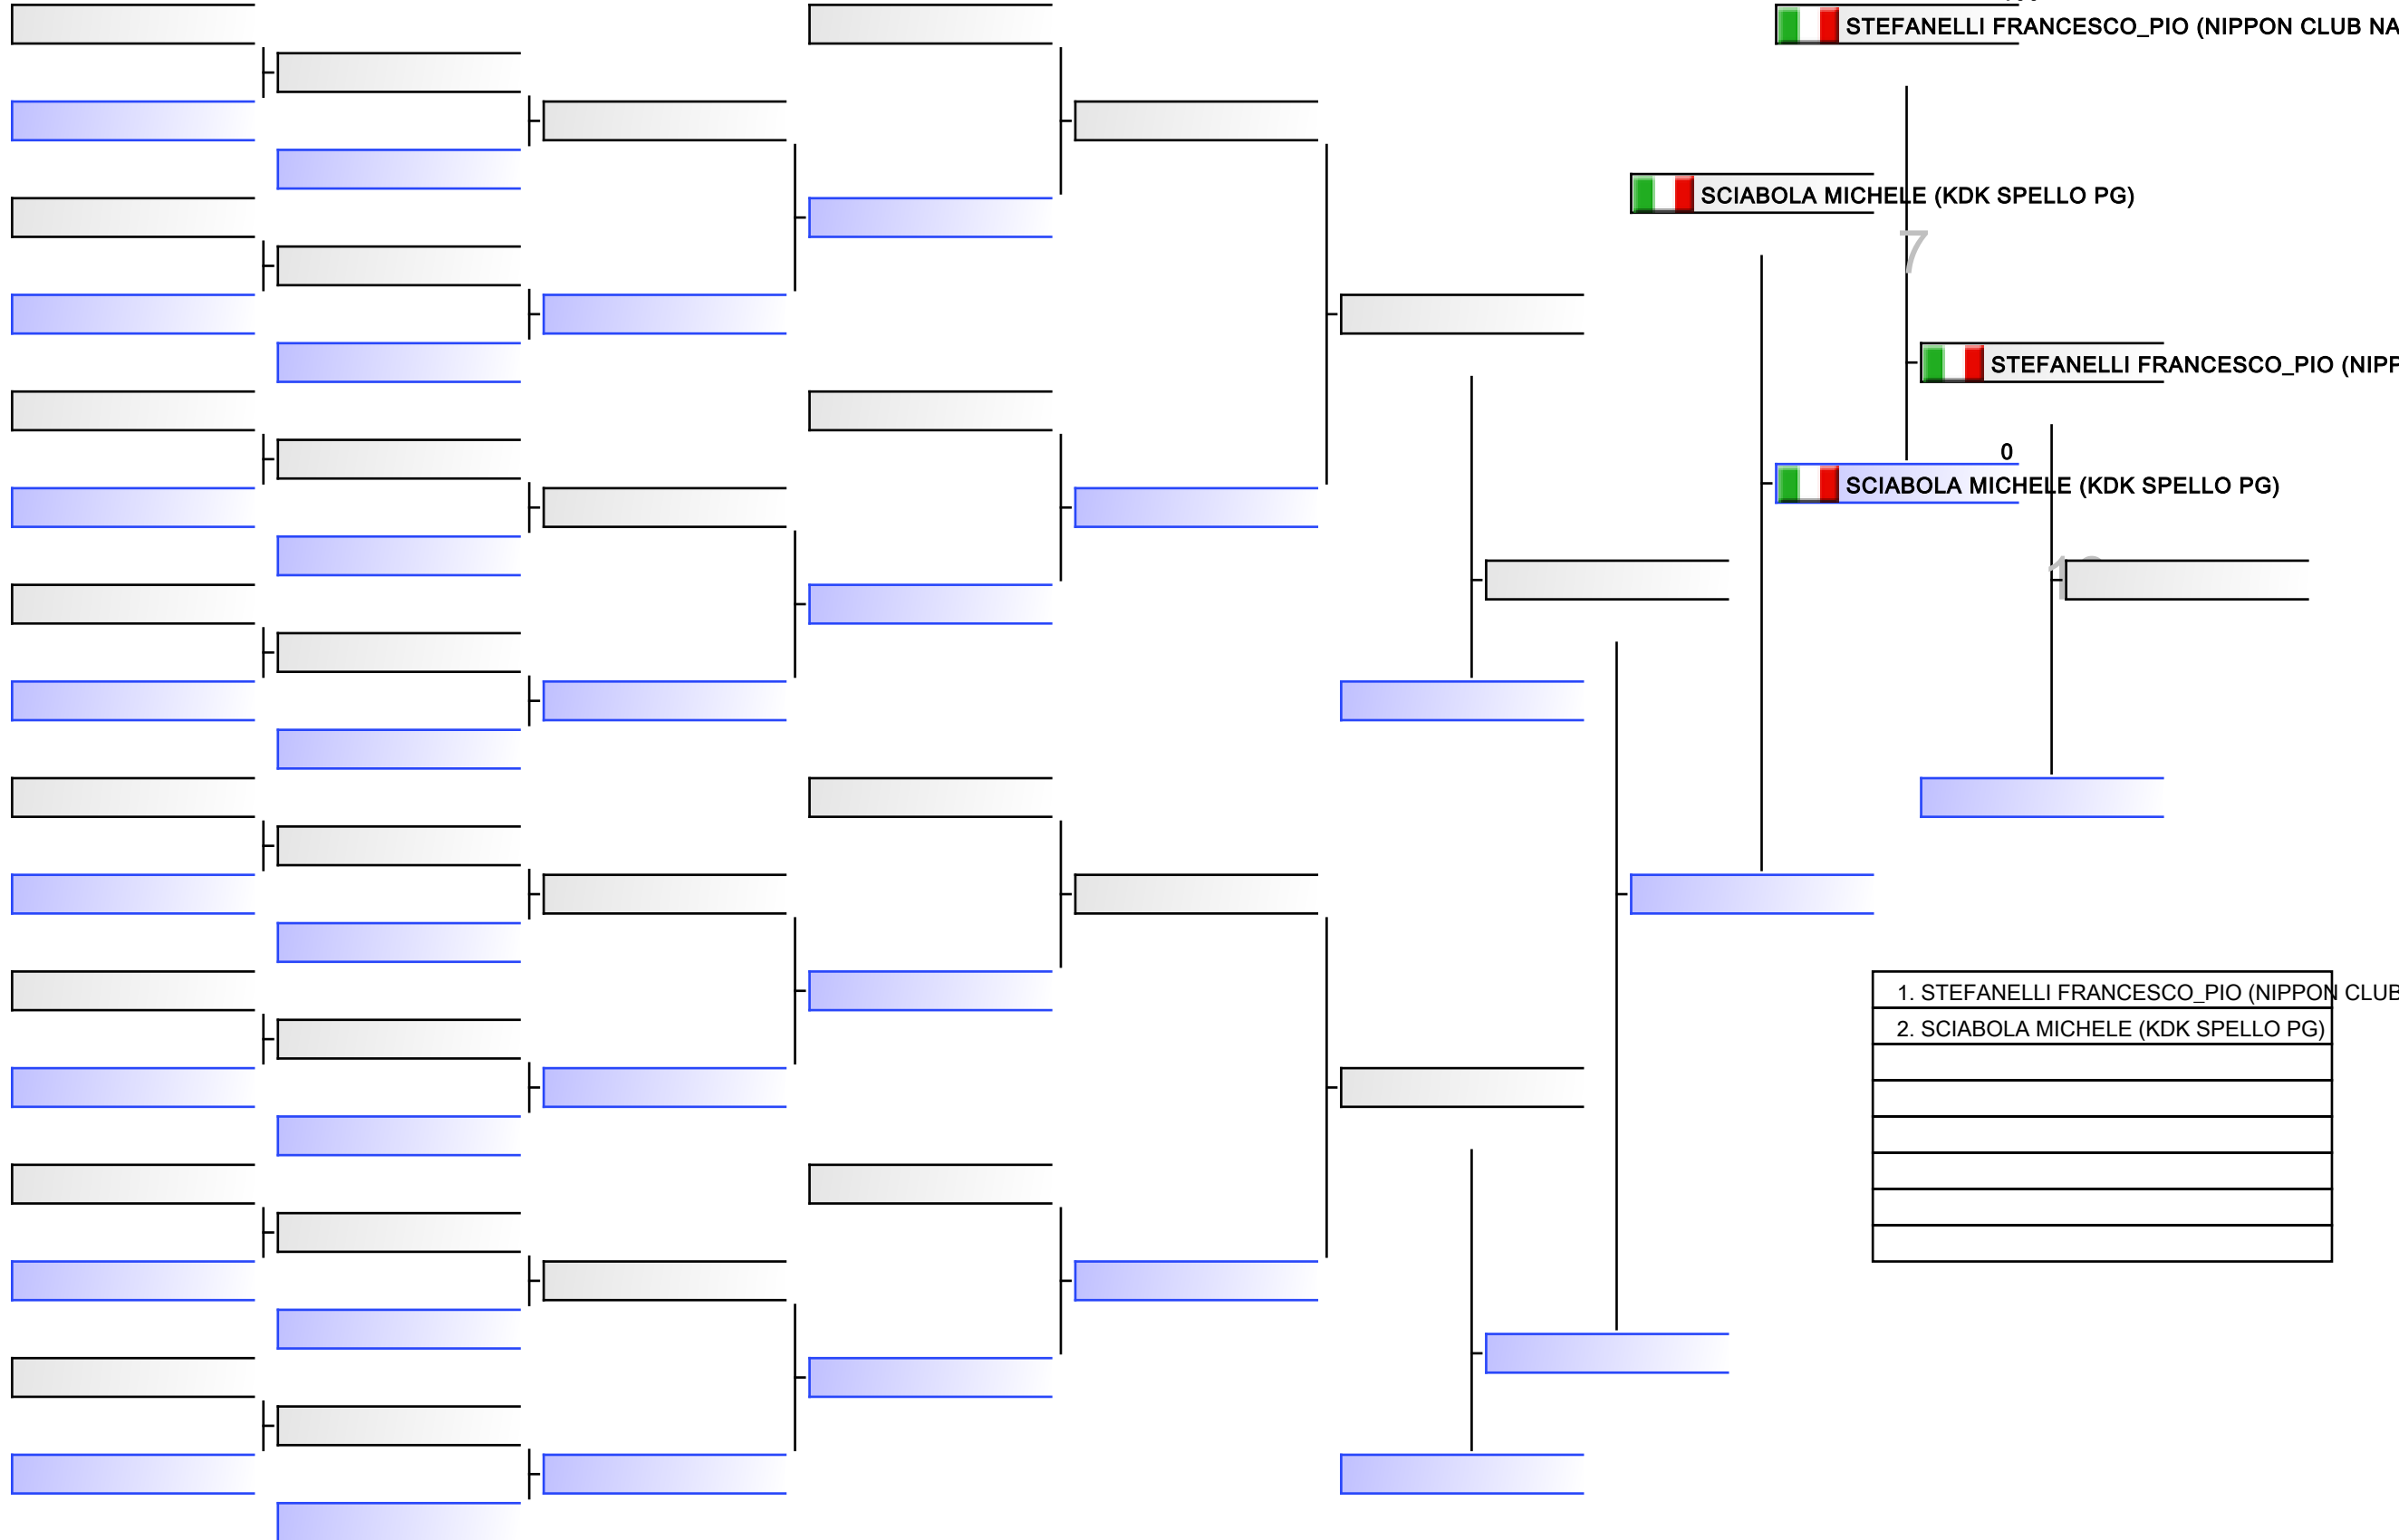 STEFANELLI FRANCESCO_PIO (NIPPON CLUB NA
SCIABOLA MICHELE (KDK SPELLO PG)
7
STEFANELLI FRANCESCO_PIO (NIPP
0
SCIABOLA MICHELE (KDK SPELLO PG)
1. STEFANELLI FRANCESCO_PIO (NIPPON CLUB
2. SCIABOLA MICHELE (KDK SPELLO PG)